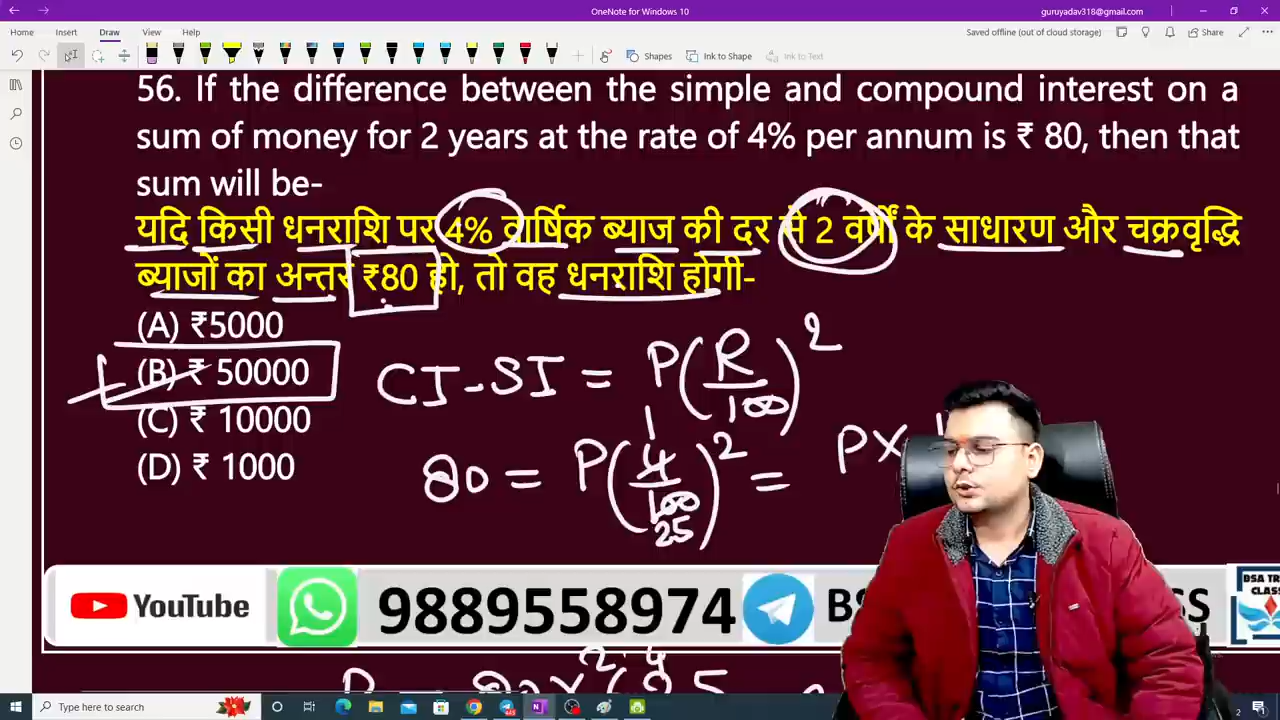 OneNote for Windows 10
guruyadav318@gmail.com
Home Insert Draw View Help
Saved offline (out of cloud storage) Share
Shapes Ink to Shape Ink to Text
56. If the difference between the simple and compound interest on a
sum of money for 2 years at the rate of 4% per annum is ₹ 80, then that
sum will be-
यदि किसी धनराशि पर 4% वार्षिक ब्याज की दर से 2 वर्षों के साधारण और चक्रवृद्धि
ब्याजों का अन्तर ₹80 हो, तो वह धनराशि होगी-
(A) ₹5000
(B) ₹ 50000
(C) ₹ 10000
(D) ₹ 1000
CI-SI = P(R/100)2
80 = P(4/100)2 = PX
1
25
YouTube 9889558974
BSA
CLASS
Type here to search